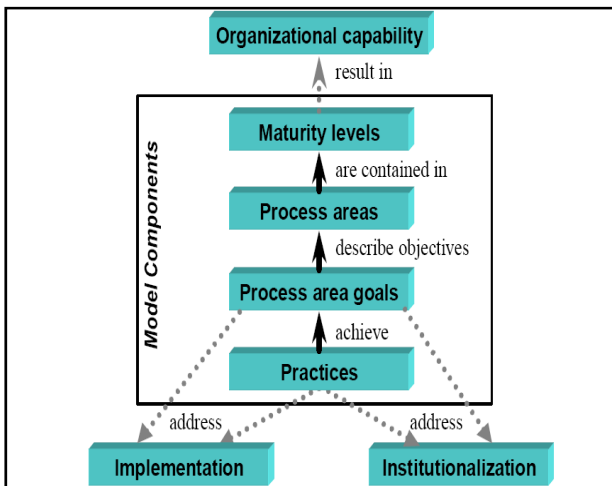 Organizational capability
result in
Maturity levels
are contained in
Process areas
describe objectives
Process area goals
achieve
Practices
Model Components
address
address
Implementation
Institutionalization